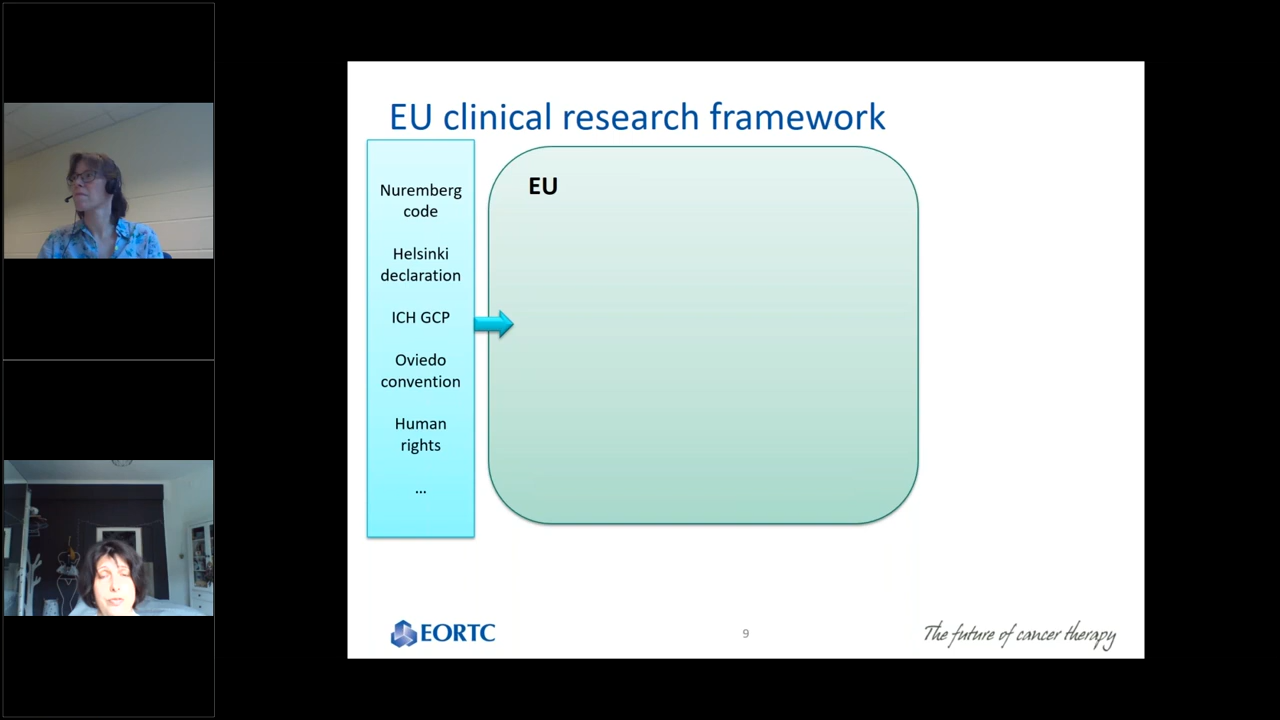 EU clinical research framework
Nuremberg
code
Helsinki
declaration
ICH GCP
Oviedo
convention
Human
rights
...
EU
EORTC
9
The future of cancer therapy